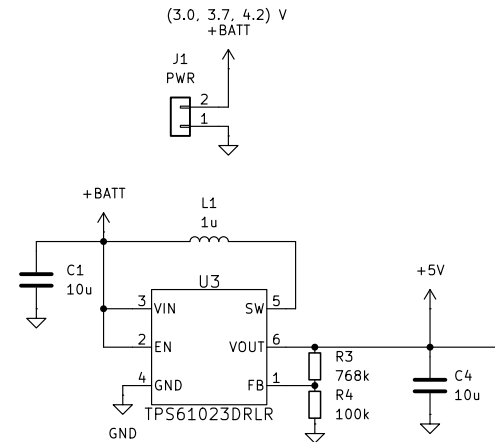 (3.0, 3.7, 4.2) V
+BATT
J1
PWR
2
1
+BATT
L1
1u
C1
10u
U3
+5V
3 VIN
SW 5
2 EN
VOUT 6
4 GND
FB 1
TPS61023DRLR
GND
R3
768k
R4
100k
C4
10u